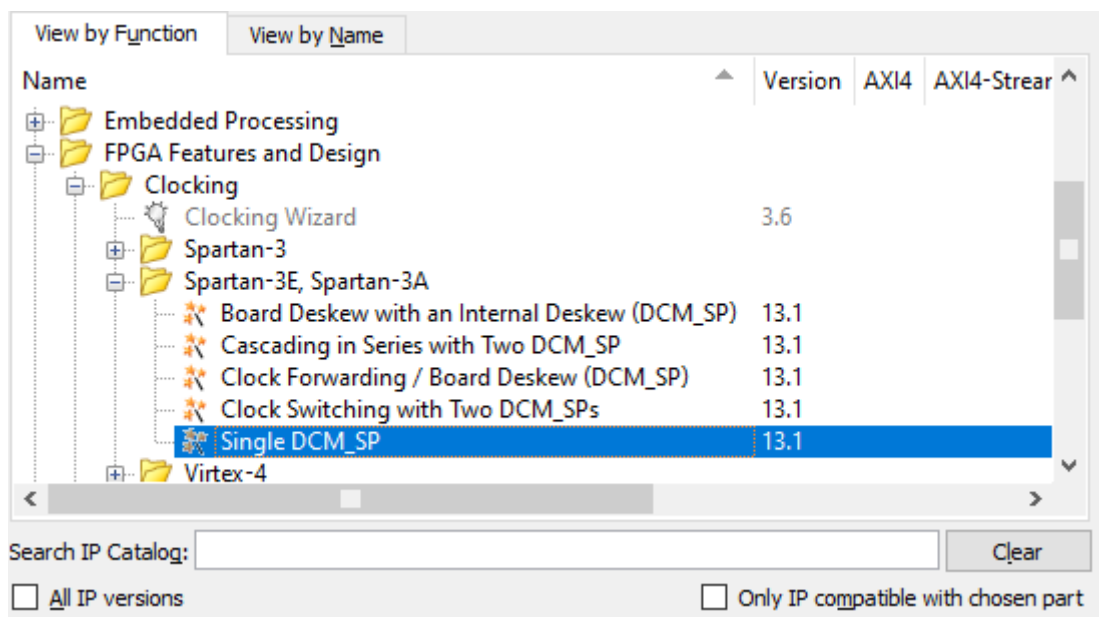 View by Function View by Name
Name Version AXI4 AXI4-Strear
Embedded Processing
FPGA Features and Design
Clocking
Clocking Wizard 3.6
Spartan-3
Spartan-3E, Spartan-3A
Board Deskew with an Internal Deskew (DCM_SP) 13.1
Cascading in Series with Two DCM_SP 13.1
Clock Forwarding / Board Deskew (DCM_SP) 13.1
Clock Switching with Two DCM_SPs 13.1
Single DCM_SP 13.1
Virtex-4
Search IP Catalog: Clear
All IP versions Only IP compatible with chosen part